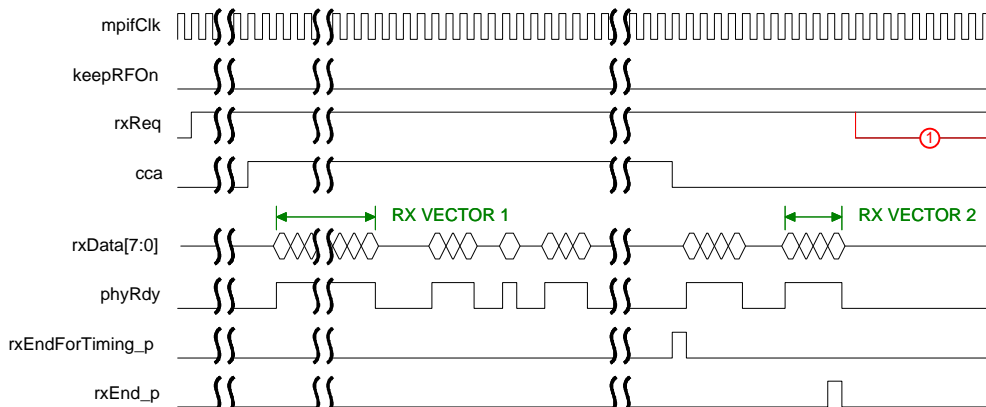 mpifClk
keepRFOn
rxReq
1
cca
RX VECTOR 1
RX VECTOR 2
rxData[7:0]
phyRdy
rxEndForTiming_p
rxEnd_p